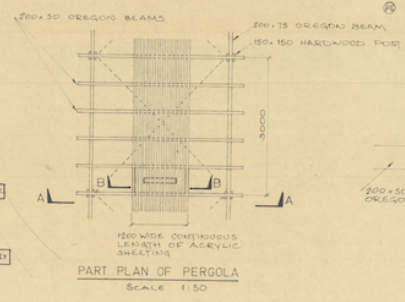 200 x 50 OREGON BEAMS
200 x 75 OREGON BEAM
150 x 150 HARDWOOD POST
3000
B
B
A
A
200 x 50
OREGO
1200 WIDE CONTINUOUS
LENGTH OF ACRYLIC
SHEETING
PART PLAN OF PERGOLA
SCALE 1:50